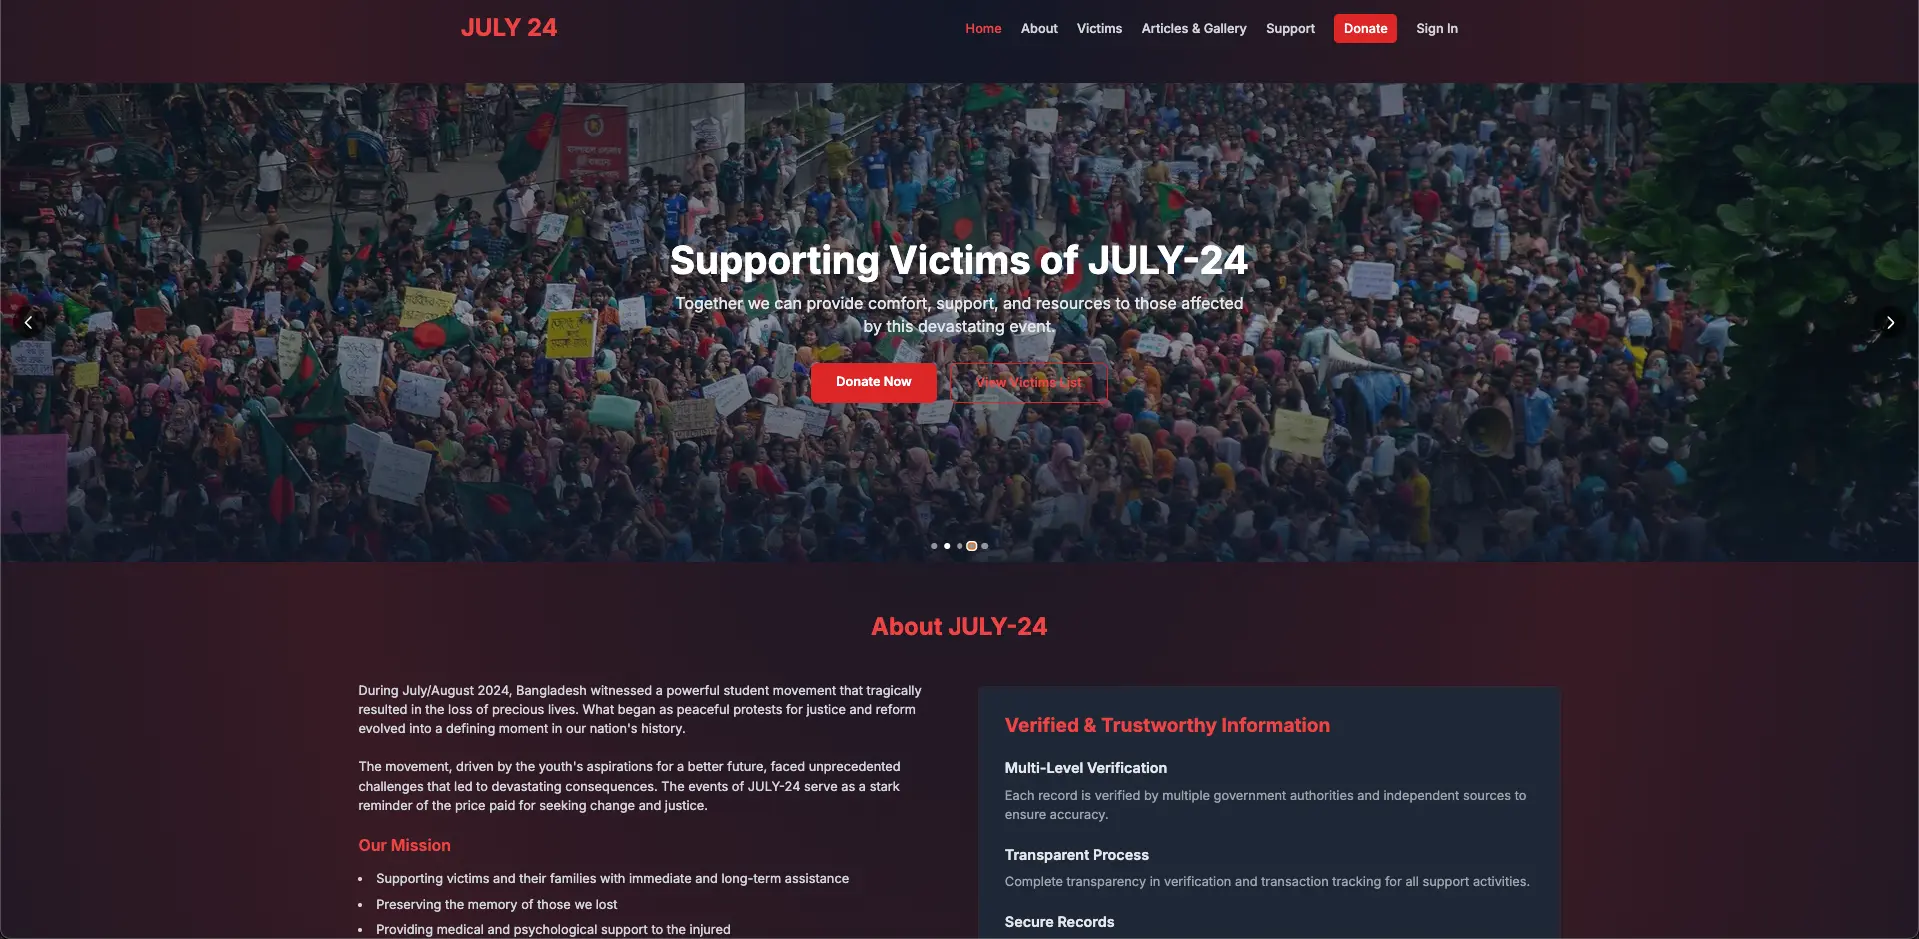 JULY 24
Home
About
Victims
Articles & Gallery
Support
Donate
Sign In
Supporting Victims of JULY-24
Together we can provide comfort, support, and resources to those affected
by this devastating event.
Donate Now
View Victims List
About JULY-24
During July/August 2024, Bangladesh witnessed a powerful student movement that tragically
resulted in the loss of precious lives. What began as peaceful protests for justice and reform
evolved into a defining moment in our nation's history.
The movement, driven by the youth's aspirations for a better future, faced unprecedented
challenges that led to devastating consequences. The events of JULY-24 serve as a stark
reminder of the price paid for seeking change and justice.
Our Mission
• Supporting victims and their families with immediate and long-term assistance
• Preserving the memory of those we lost
• Providing medical and psychological support to the injured
Verified & Trustworthy Information
Multi-Level Verification
Each record is verified by multiple government authorities and independent sources to
ensure accuracy.
Transparent Process
Complete transparency in verification and transaction tracking for all support activities.
Secure Records